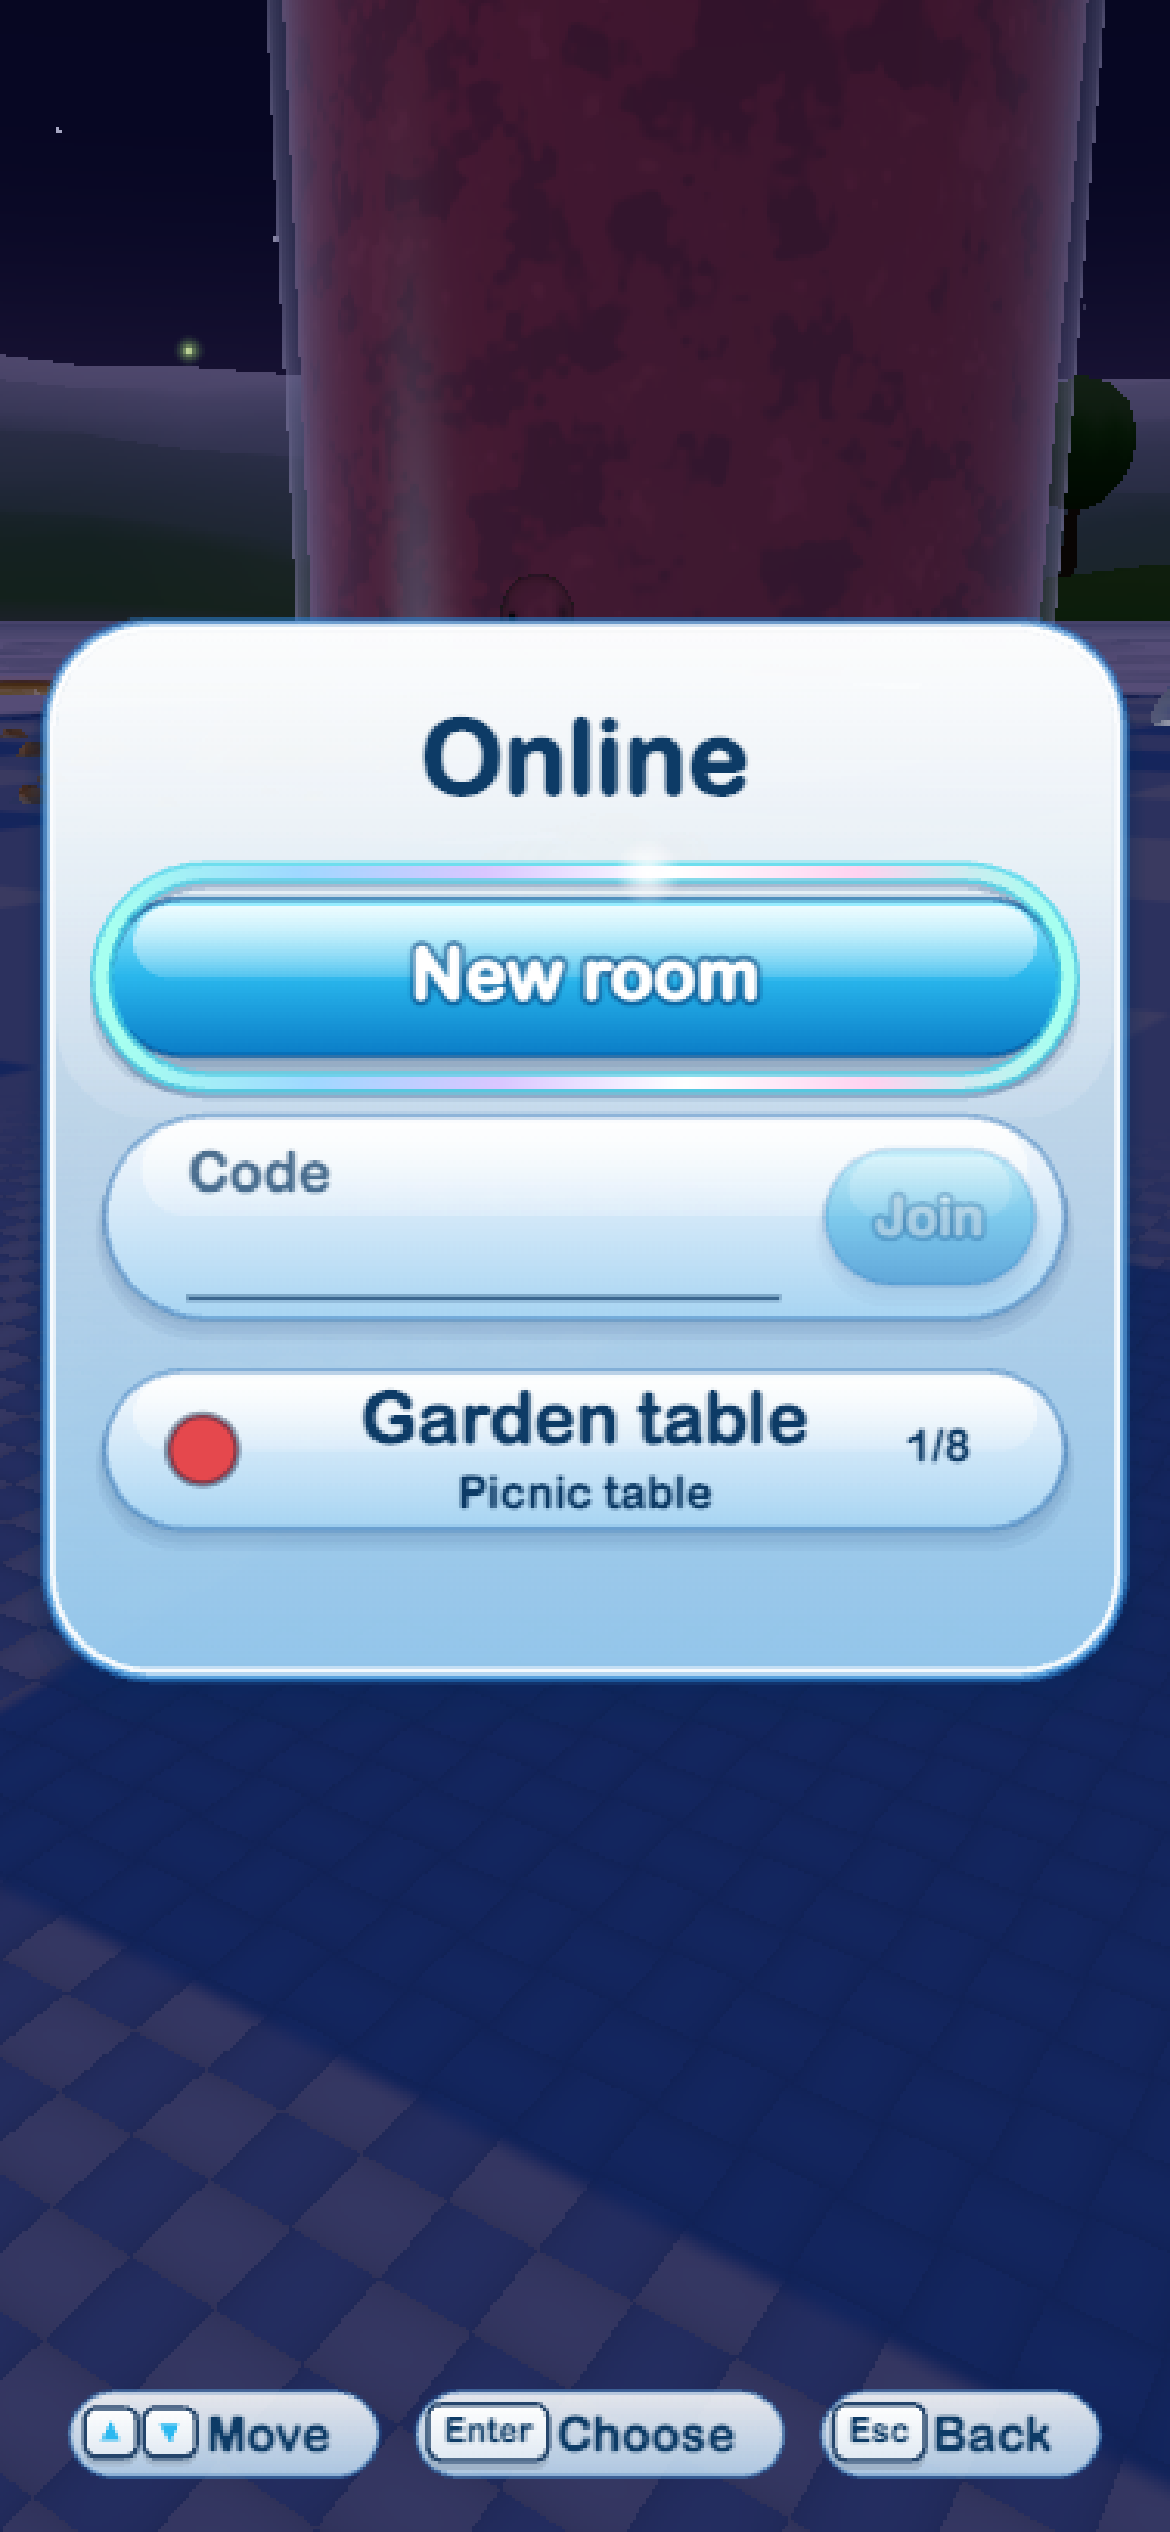 Online
New room
Code
Join
Garden table
1/8
Picnic table
Move
Enter Choose
Esc Back